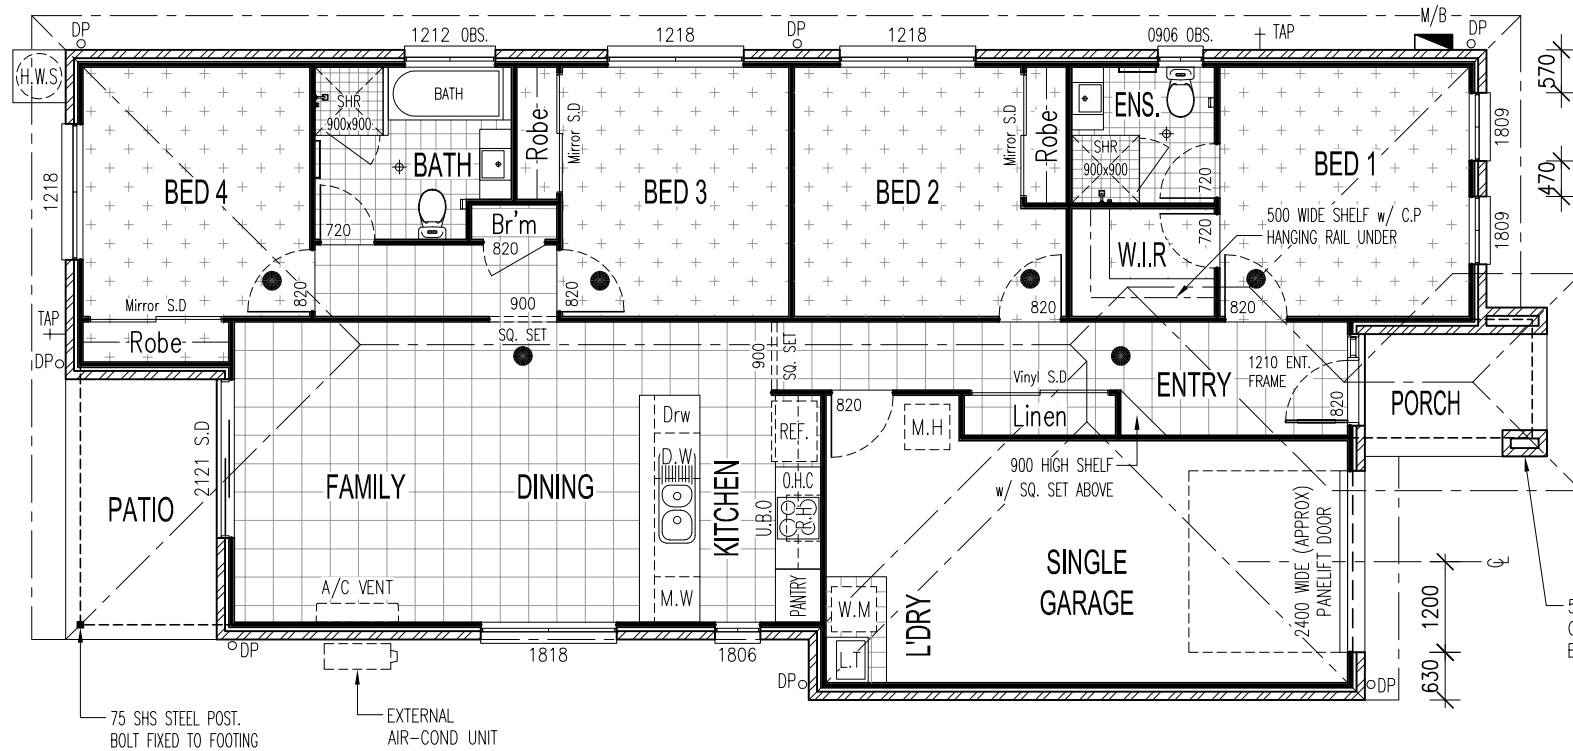 M/B
DP
1212 OBS.
1218
DP
1218
0906 OBS.
TAP
DP
H.W.S
570
SHR
900x900
BATH
Robe
Mirror S.D
Mirror S.D
Robe
ENS.
SHR
900x900
1809
470
BATH
BED 4
BED 3
BED 2
BED 1
1218
720
720
Br'm
820
W.I.R
720
500 WIDE SHELF w/ C.P
HANGING RAIL UNDER
1809
820
900
820
820
820
Mirror S.D
TAP
Robe
SQ. SET
900
SQ. SET
DP
Vinyl S.D
ENTRY
1210 ENT.
FRAME
820
PORCH
820
Drw
REF.
M.H
Linen
D.W
2121 S.D
FAMILY
DINING
KITCHEN
U.B.O
O.H.C
R.H
900 HIGH SHELF
w/ SQ. SET ABOVE
PATIO
2400 WIDE (APPROX)
PANELIFT DOOR
SINGLE
GARAGE
CL
1200
A/C VENT
M.W
PANTRY
W.M
L'DRY
L.T
DP
1818
1806
DP
DP
630
75 SHS STEEL POST.
BOLT FIXED TO FOOTING
EXTERNAL
AIR-COND UNIT